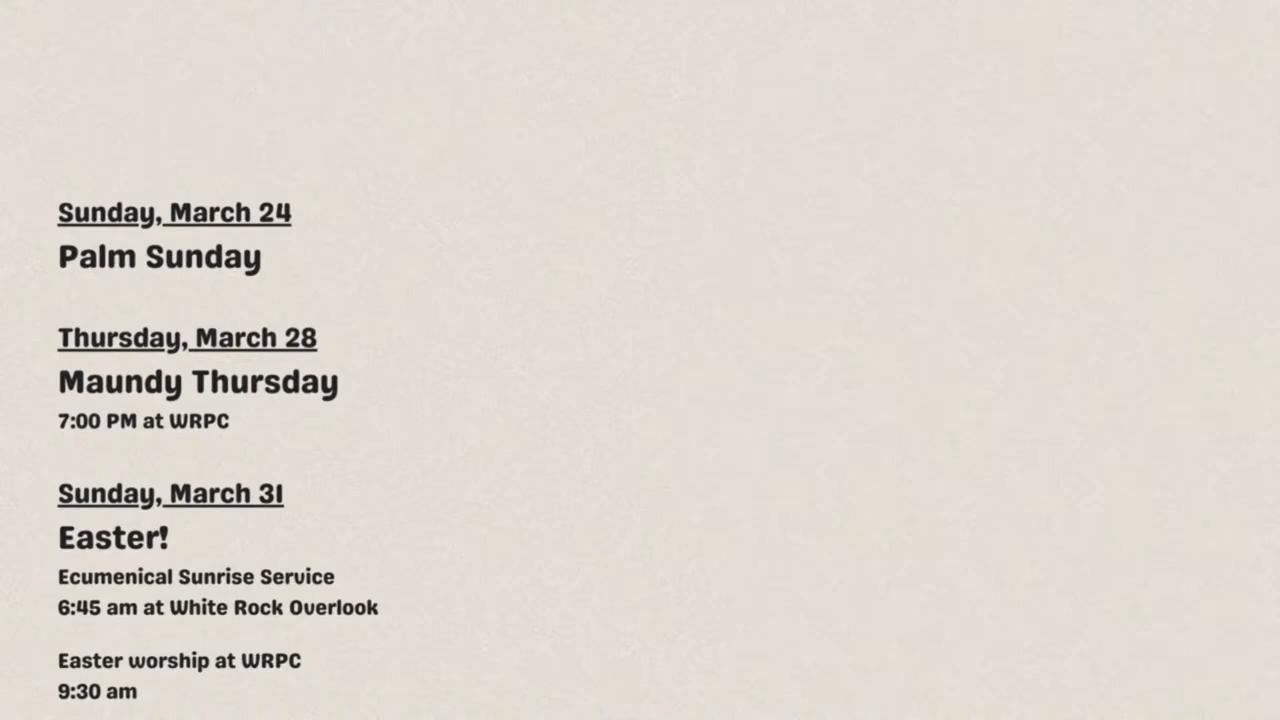 Sunday, March 24
Palm Sunday
Thursday, March 28
Maundy Thursday
7:00 PM at WRPC
Sunday, March 31
Easter!
Ecumenical Sunrise Service
6:45 am at White Rock Overlook
Easter worship at WRPC
9:30 am